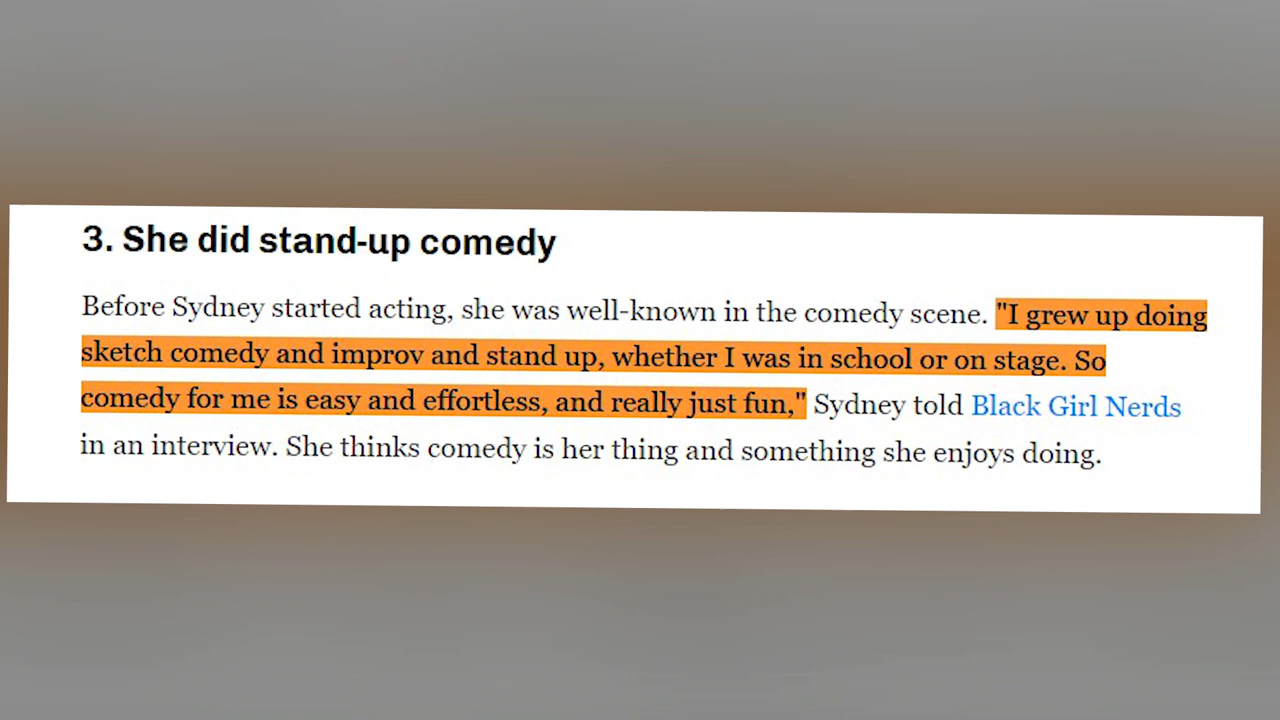 3. She did stand-up comedy
Before Sydney started acting, she was well-known in the comedy scene. "I grew up doing
sketch comedy and improv and stand up, whether I was in school or on stage. So
comedy for me is easy and effortless, and really just fun," Sydney told Black Girl Nerds
in an interview. She thinks comedy is her thing and something she enjoys doing.